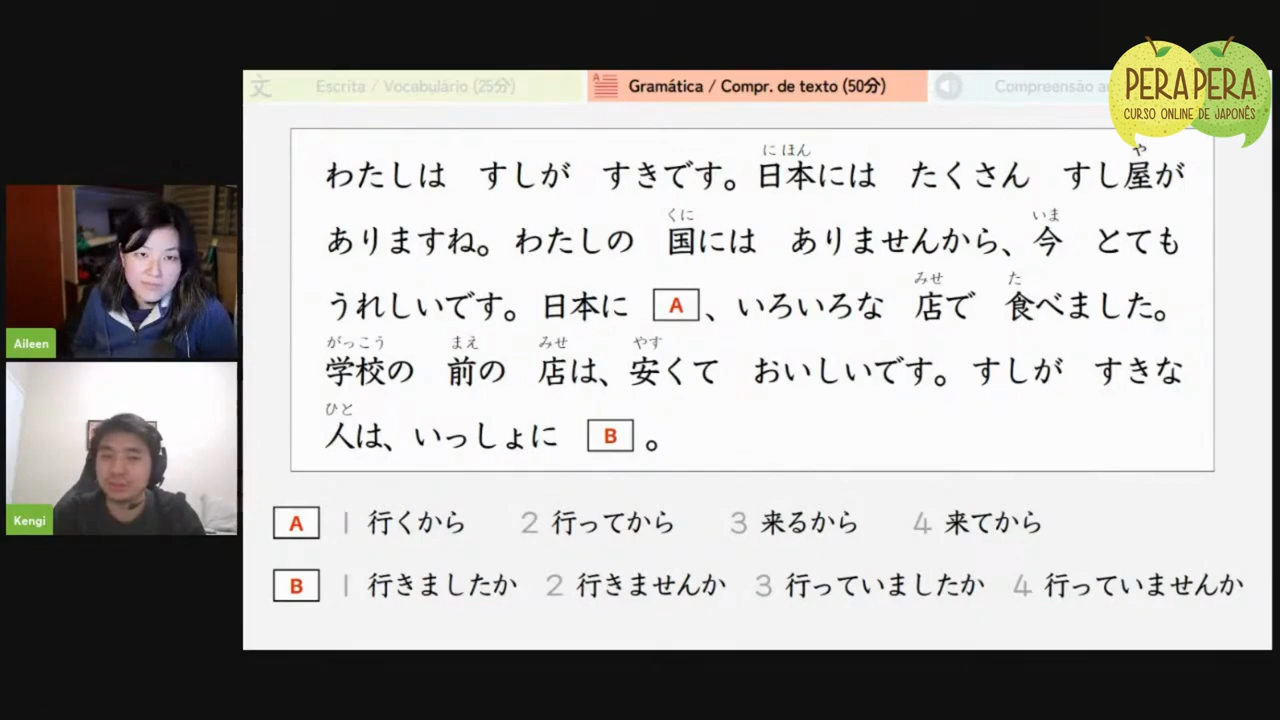 文 Escrita / Vocabulário (25分)
Gramática / Compr. de texto (50分)
Compreensão au
PERAPERA
CURSO ONLINE DE JAPONÊS
に ほん や
わたしは すしが すきです。日本には たくさん すし屋が
くに いま
ありますね。わたしの 国には ありませんから、今 とても
みせ た
うれしいです。日本に A 、いろいろな 店で 食べました。
がっこう まえ みせ やす
学校の 前の 店は、安くて おいしいです。すしが すきな
ひと
人は、いっしょに B 。
A 1 行くから 2 行ってから 3 来るから 4 来てから
B 1 行きましたか 2 行きませんか 3 行っていましたか 4 行っていませんか
Aileen
Kengi